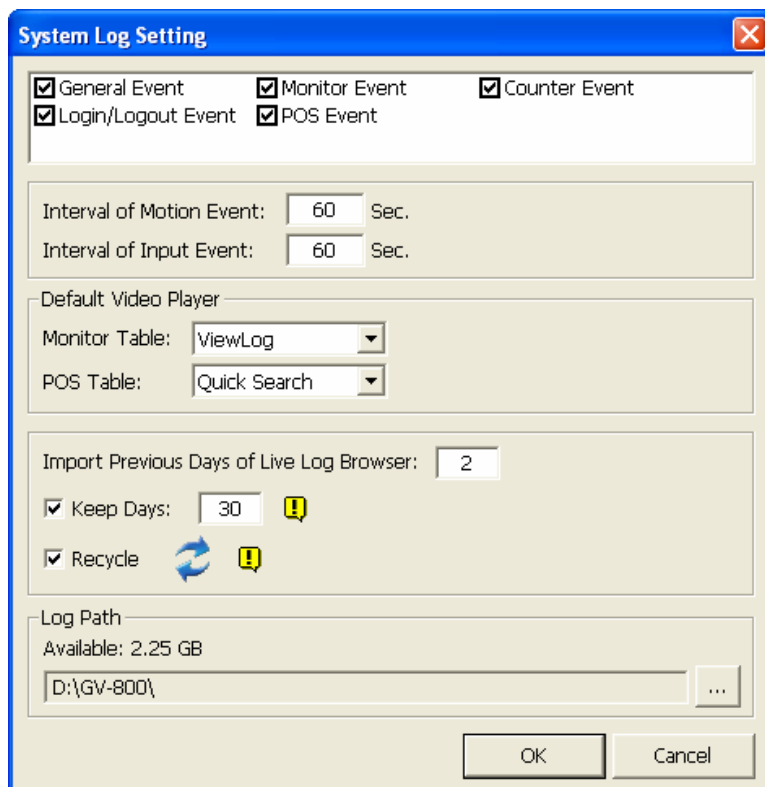 System Log Setting
General Event Monitor Event Counter Event
Login/Logout Event POS Event
Interval of Motion Event: 60 Sec.
Interval of Input Event: 60 Sec.
Default Video Player
Monitor Table: ViewLog
POS Table: Quick Search
Import Previous Days of Live Log Browser: 2
Keep Days: 30
Recycle
Log Path
Available: 2.25 GB
D:\GV-800\ ...
OK Cancel